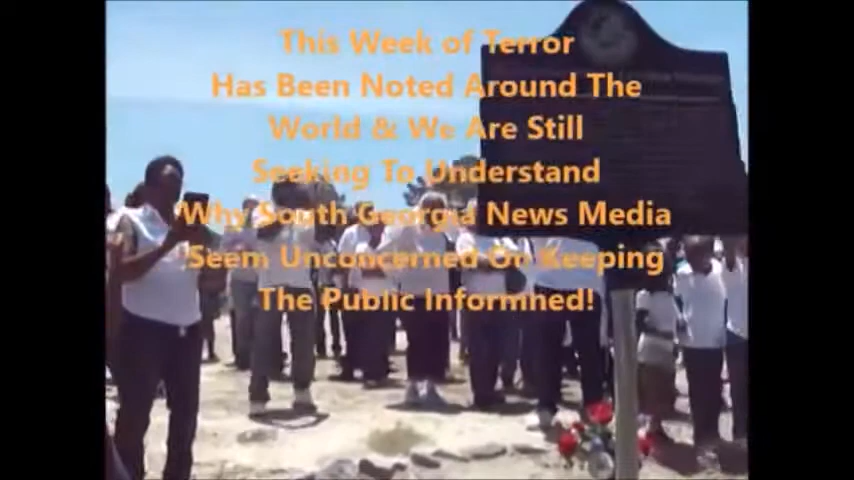 This Week of Terror
Has Been Noted Around The
World & We Are Still
Seeking To Understand
Why South Georgia News Media
Seem Unconcerned On Keeping
The Public Informned!